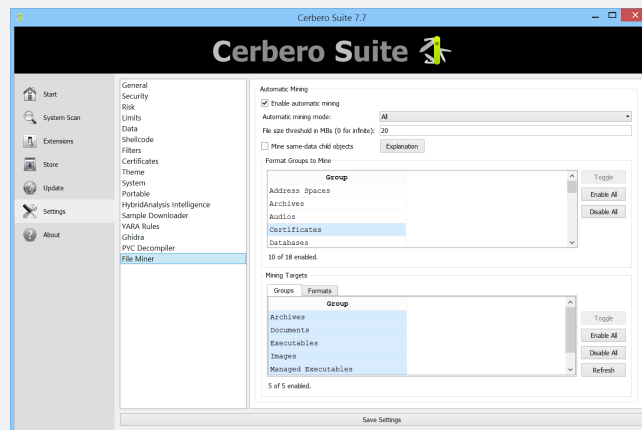 Cerbero Suite 7.7
Cerbero Suite
Start
System Scan
Extensions
Store
Update
Settings
About
General
Security
Risk
Limits
Data
Shellcode
Filters
Certificates
Theme
System
Portable
HybridAnalysis Intelligence
Sample Downloader
YARA Rules
Ghidra
PYC Decompiler
File Miner
Automatic Mining
Enable automatic mining
Automatic mining mode: All
File size threshold in MBs (0 for infinite): 20
Mine same-data child objects Explanation
Format Groups to Mine
Group
Address Spaces
Archives
Audios
Certificates
Databases
Toggle
Enable All
Disable All
10 of 18 enabled.
Mining Targets
Groups Formats
Group
Archives
Documents
Executables
Images
Managed Executables
Toggle
Enable All
Disable All
Refresh
5 of 5 enabled.
Save Settings